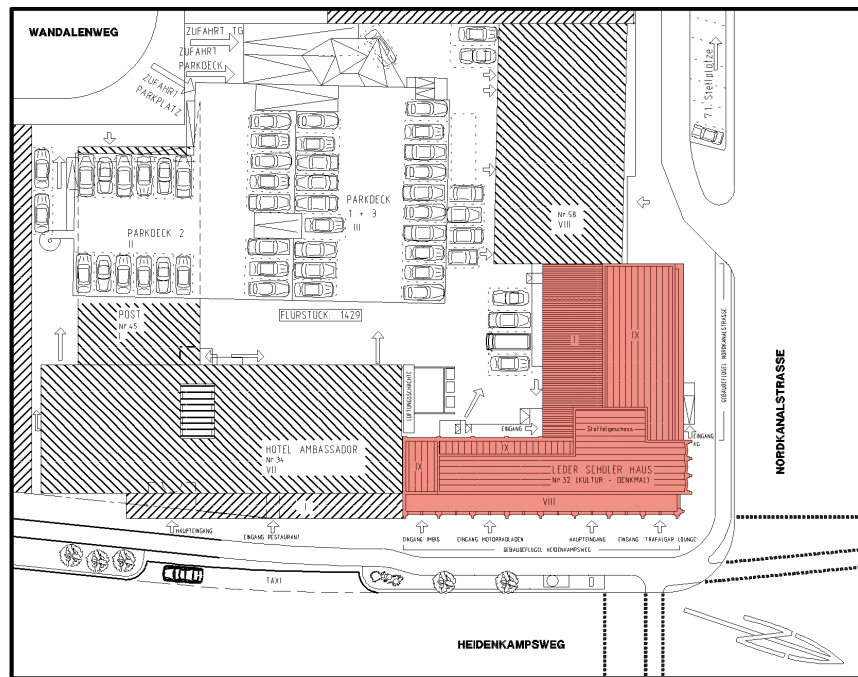 WANDALENWEG
ZUFAHRT TG
ZUFAHRT
PARKDECK
ZUFAHRT
PARKPLATZ
71. Stellplätze
PARKDECK
1 + 3
III
PARKDECK 2
II
Nr.58
VIII
FLURSTÜCK: 1429
POST
Nr.45
I
I
IX
GEBÄUDEFLÜGEL NORDKANALSTRASSE
NORDKANALSTRASSE
LÜFTUNGSSCHÄCHTE
EINGANG
Staffelgeschoss
EINGANG
KG
HOTEL AMBASSADOR
Nr.34
VII
IX
IX
LEDER SCHÜLER HAUS
Nr 32 (KULTUR - DENKMAL)
VIII
I
HAUPTEINGANG
EINGANG RESTAURANT
EINGANG IMBIS
EINGANG MOTORRADLADEN
HAUPTEINGANG
EINGANG "TRAFALGAR LOUNGE"
GEBÄUDEFLÜGEL HEIDENKAMPSWEG
TAXI
HEIDENKAMPSWEG